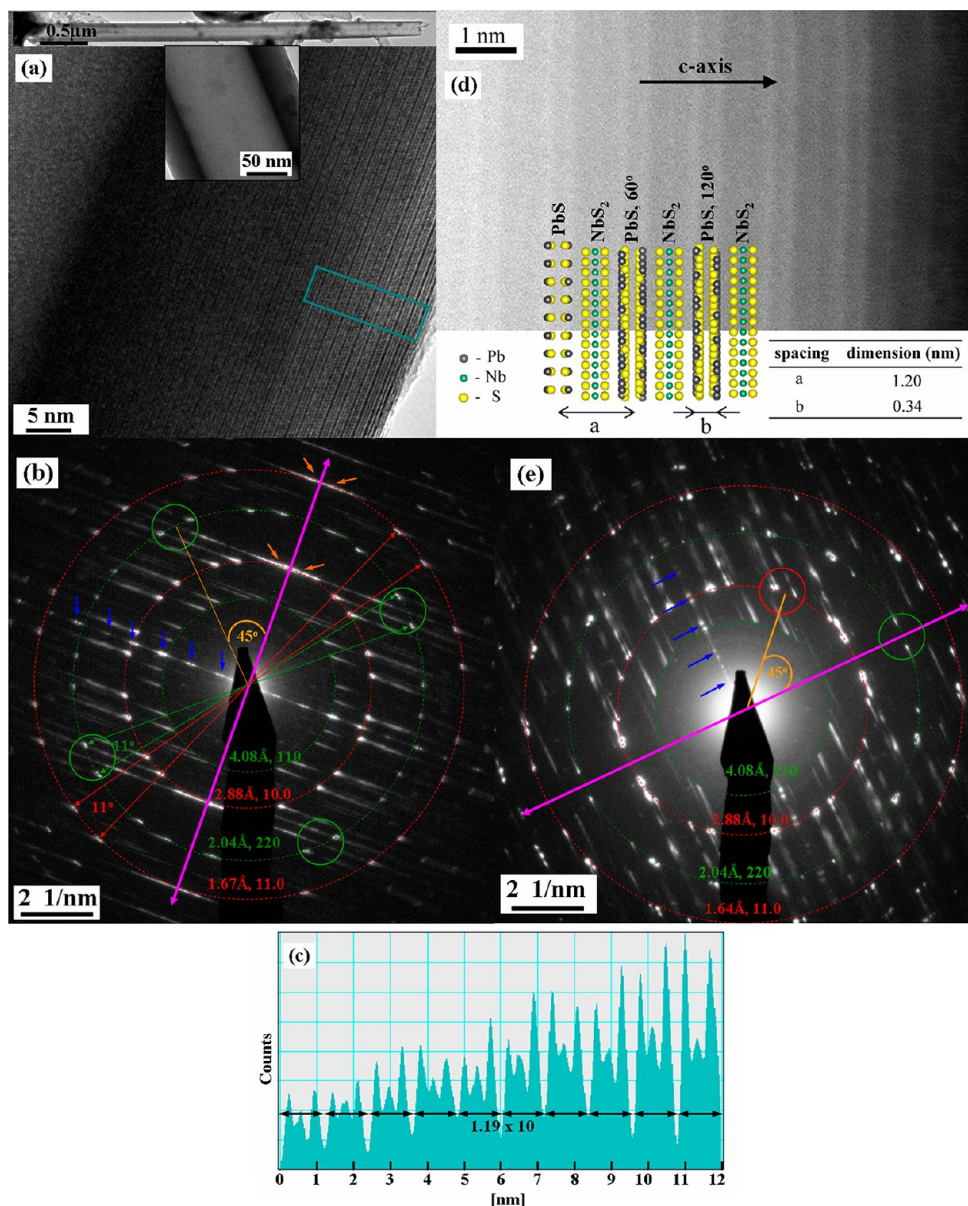 0.5μm
(a)
50 nm
5 nm
1 nm
(d)
c-axis
PbS
NbS2
PbS, 60°
NbS2
PbS, 120°
NbS2
- Pb
- Nb
- S
a
b
spacing dimension (nm)
a 1.20
b 0.34
(b)
45°
11°
11°
4.08Å, 110
2.88Å, 10.0
2.04Å, 220
1.67Å, 11.0
2 1/nm
(e)
45°
4.08Å, 110
2.88Å, 10.0
2.04Å, 220
1.64Å, 11.0
2 1/nm
(c)
Counts
1.19 x 10
0 1 2 3 4 5 6 7 8 9 10 11 12
[nm]